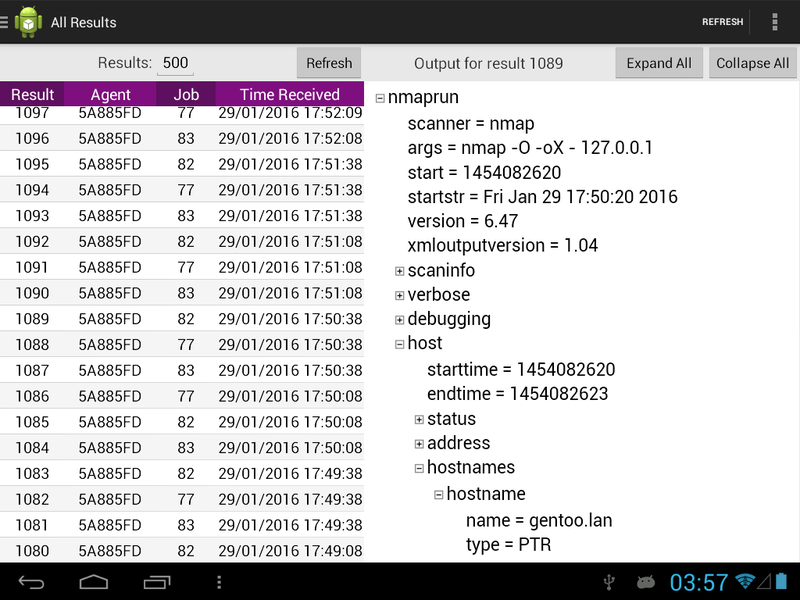 All Results
REFRESH
Results: 500 Refresh
Output for result 1089 Expand All Collapse All
Result Agent Job Time Received
1097 5A885FD 77 29/01/2016 17:52:09
1096 5A885FD 83 29/01/2016 17:52:08
1095 5A885FD 82 29/01/2016 17:51:38
1094 5A885FD 77 29/01/2016 17:51:38
1093 5A885FD 83 29/01/2016 17:51:38
1092 5A885FD 82 29/01/2016 17:51:08
1091 5A885FD 77 29/01/2016 17:51:08
1090 5A885FD 83 29/01/2016 17:51:08
1089 5A885FD 82 29/01/2016 17:50:38
1088 5A885FD 77 29/01/2016 17:50:38
1087 5A885FD 83 29/01/2016 17:50:38
1086 5A885FD 77 29/01/2016 17:50:08
1085 5A885FD 82 29/01/2016 17:50:08
1084 5A885FD 83 29/01/2016 17:50:08
1083 5A885FD 82 29/01/2016 17:49:38
1082 5A885FD 77 29/01/2016 17:49:38
1081 5A885FD 83 29/01/2016 17:49:38
1080 5A885FD 82 29/01/2016 17:49:08
nmaprun
scanner = nmap
args = nmap -O -oX - 127.0.0.1
start = 1454082620
startstr = Fri Jan 29 17:50:20 2016
version = 6.47
xmloutputversion = 1.04
scaninfo
verbose
debugging
host
starttime = 1454082620
endtime = 1454082623
status
address
hostnames
hostname
name = gentoo.lan
type = PTR
03:57